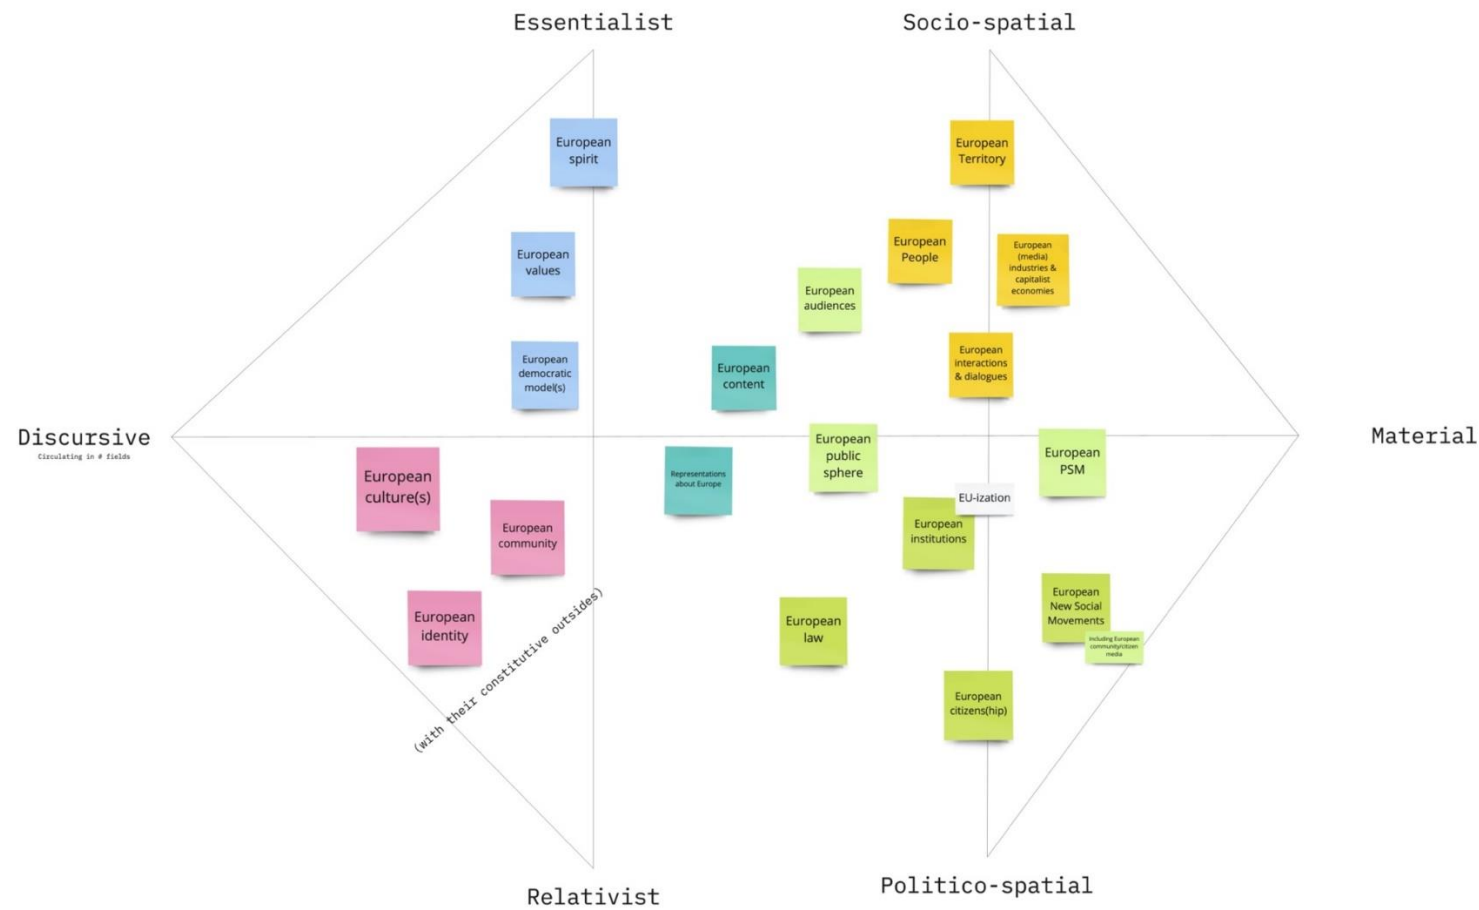 Essentialist
Socio-spatial
European
spirit
European
Territory
European
values
European
People
European
(media)
industries &
capitalist
economies
European
audiences
European
democratic
model(s)
European
content
European
interactions
& dialogues
Discursive
Circulating in # fields
Material
European
culture(s)
European
community
European
identity
(with their constitutive outsides)
Representations
about Europe
European
public
sphere
European
PSM
EU-ization
European
institutions
European
law
European
New Social
Movements
including European
community/citizen
media
European
citizens(hip)
Relativist
Politico-spatial